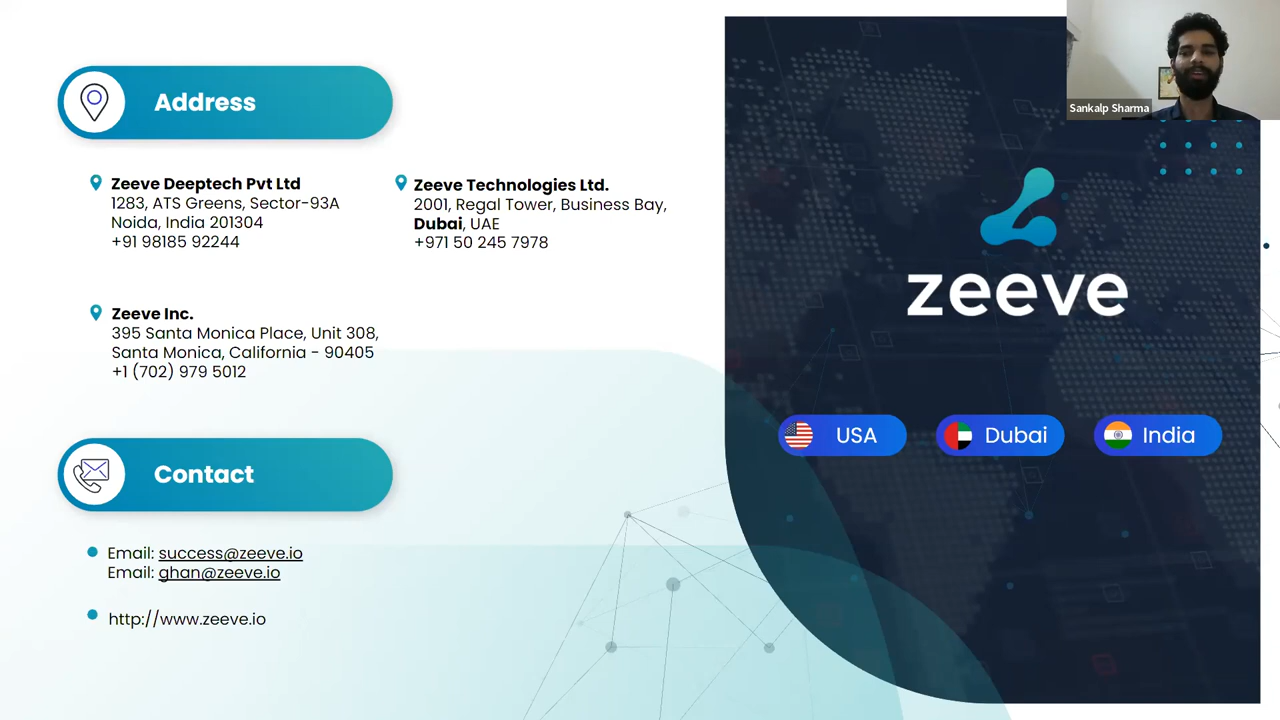 Address
Zeeve Deeptech Pvt Ltd
1283, ATS Greens, Sector-93A
Noida, India 201304
+91 98185 92244
Zeeve Technologies Ltd.
2001, Regal Tower, Business Bay,
Dubai, UAE
+971 50 245 7978
Zeeve Inc.
395 Santa Monica Place, Unit 308,
Santa Monica, California - 90405
+1 (702) 979 5012
Contact
Email: success@zeeve.io
Email: ghan@zeeve.io
http://www.zeeve.io
Sankalp Sharma
zeeve
USA
Dubai
India